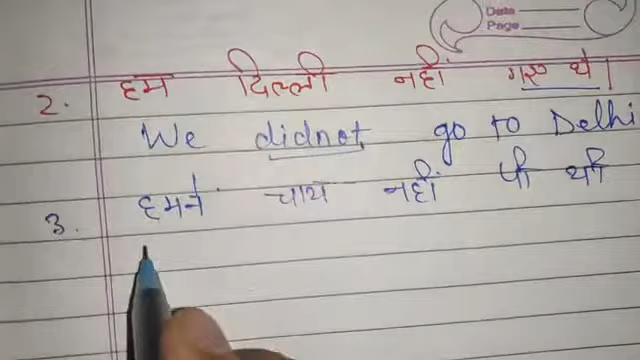 Date
Page
2. हम दिल्ली नहीं गए थे।
We didnot go to Delhi
3. हमने चाय नहीं पी थी